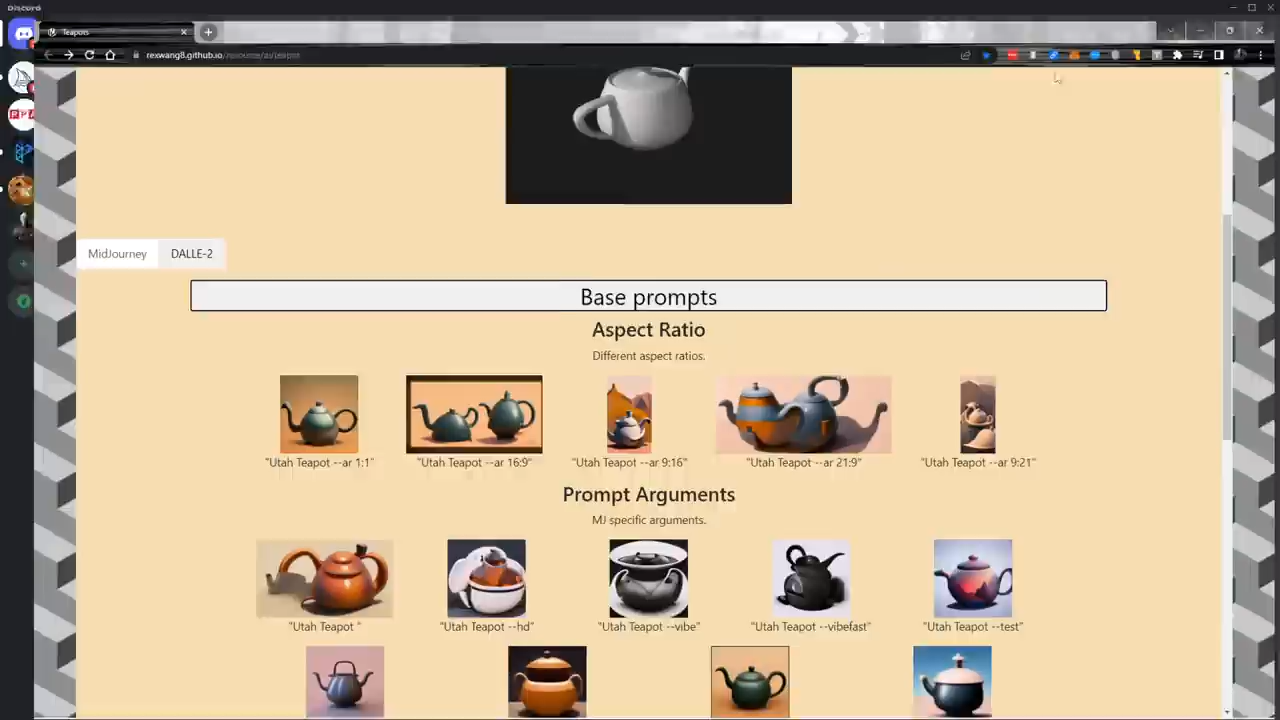 Discord
Teapots
rexwang8.github.io/resource/ai/teapot
MidJourney
DALLE-2
Base prompts
Aspect Ratio
Different aspect ratios.
"Utah Teapot --ar 1:1"
"Utah Teapot --ar 16:9"
"Utah Teapot --ar 9:16"
"Utah Teapot --ar 21:9"
"Utah Teapot --ar 9:21"
Prompt Arguments
MJ specific arguments.
"Utah Teapot "
"Utah Teapot --hd"
"Utah Teapot --vibe"
"Utah Teapot --vibefast"
"Utah Teapot --test"